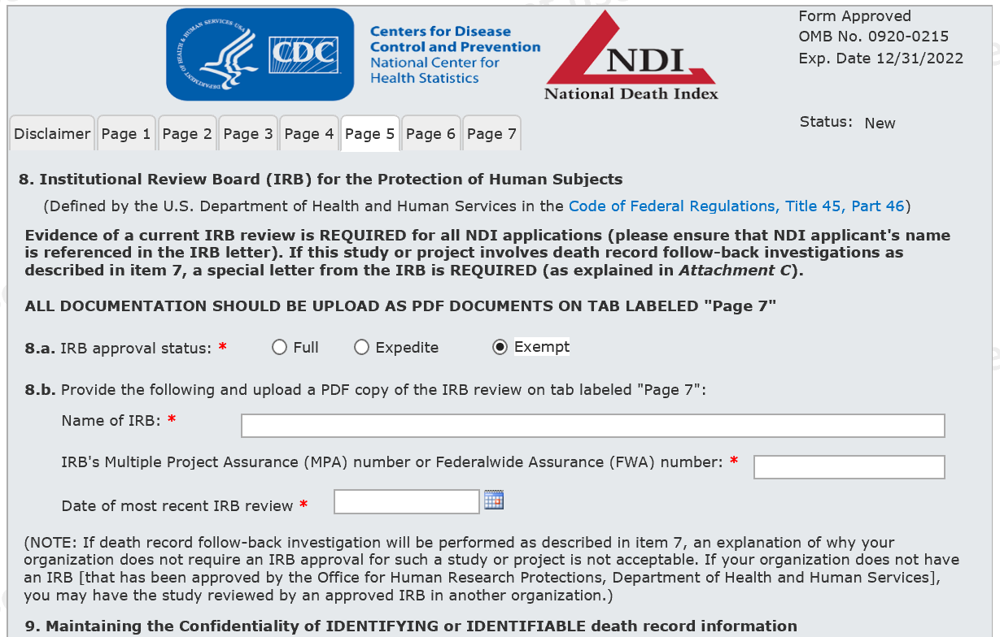 Form Approved
OMB No. 0920-0215
Exp. Date 12/31/2022
DEPARTMENT OF HEALTH & HUMAN SERVICES USA
CDC
Centers for Disease
Control and Prevention
National Center for
Health Statistics
NDI
National Death Index
Status: New
Disclaimer Page 1 Page 2 Page 3 Page 4 Page 5 Page 6 Page 7
8. Institutional Review Board (IRB) for the Protection of Human Subjects
(Defined by the U.S. Department of Health and Human Services in the Code of Federal Regulations, Title 45, Part 46)
Evidence of a current IRB review is REQUIRED for all NDI applications (please ensure that NDI applicant's name
is referenced in the IRB letter). If this study or project involves death record follow-back investigations as
described in item 7, a special letter from the IRB is REQUIRED (as explained in Attachment C).
ALL DOCUMENTATION SHOULD BE UPLOAD AS PDF DOCUMENTS ON TAB LABELED "Page 7"
8.a. IRB approval status: * Full Expedite Exempt
8.b. Provide the following and upload a PDF copy of the IRB review on tab labeled "Page 7":
Name of IRB: *
IRB's Multiple Project Assurance (MPA) number or Federalwide Assurance (FWA) number: *
Date of most recent IRB review *
(NOTE: If death record follow-back investigation will be performed as described in item 7, an explanation of why your
organization does not require an IRB approval for such a study or project is not acceptable. If your organization does not have
an IRB [that has been approved by the Office for Human Research Protections, Department of Health and Human Services],
you may have the study reviewed by an approved IRB in another organization.)
9. Maintaining the Confidentiality of IDENTIFYING or IDENTIFIABLE death record information